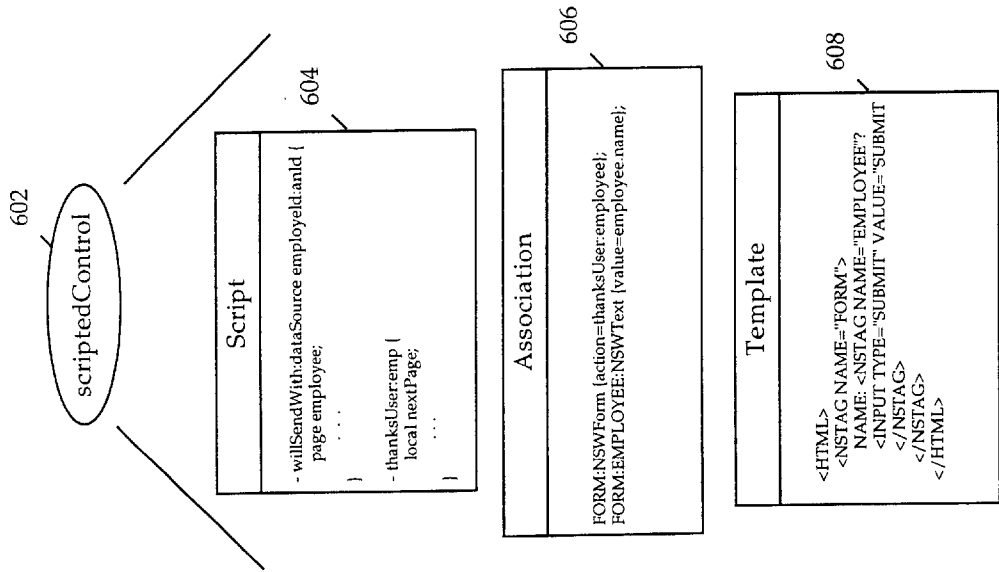 602
scriptedControl
604
Script
- willSendWith:dataSource employeId:anId {
page employee;
. . .
}
- thanksUser:emp {
local nextPage;
. . .
}
606
Association
FORM:NSWForm {action=thanksUser:employee};
FORM:EMPLOYEE:NSWText {value=employee.name};
608
Template
<HTML>
<NSTAG NAME="FORM">
NAME: <NSTAG NAME="EMPLOYEE"?
<INPUT TYPE="SUBMIT" VALUE="SUBMIT
</NSTAG>
</NSTAG>
</HTML>